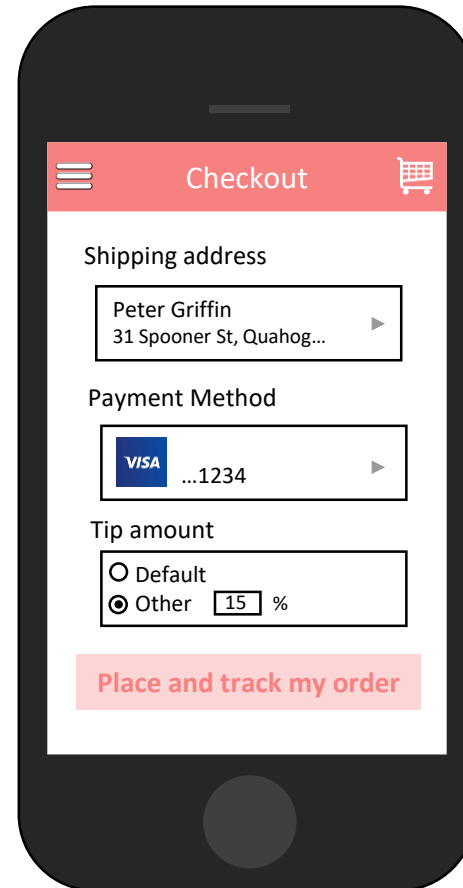 Checkout
Shipping address
Peter Griffin
31 Spooner St, Quahog...
Payment Method
VISA
...1234
Tip amount
Default
Other 15 %
Place and track my order